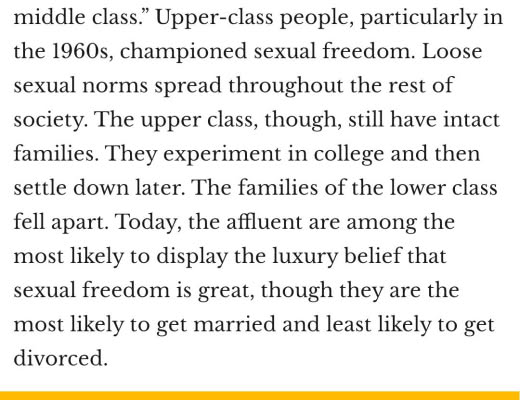 middle class.” Upper-class people, particularly in
the 1960s, championed sexual freedom. Loose
sexual norms spread throughout the rest of
society. The upper class, though, still have intact
families. They experiment in college and then
settle down later. The families of the lower class
fell apart. Today, the affluent are among the
most likely to display the luxury belief that
sexual freedom is great, though they are the
most likely to get married and least likely to get
divorced.